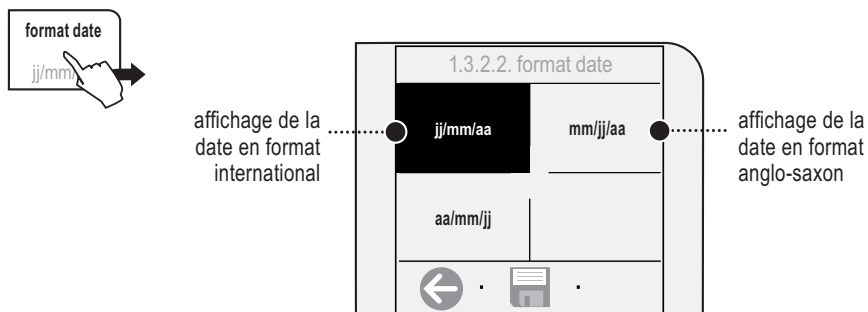 format date
jj/mm/
1.3.2.2. format date
affichage de la
date en format
international
jj/mm/aa
mm/jj/aa
affichage de la
date en format
anglo-saxon
aa/mm/jj